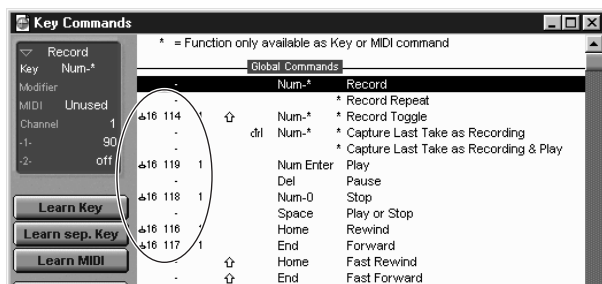 Key Commands
* = Function only available as Key or MIDI command
Record
Key Num-*
Modifier
MIDI Unused
Channel 1
-1- 90
-2- off
Learn Key
Learn sep. Key
Learn MIDI
Global Commands
- Num-* Record
- * Record Repeat
16 114 1 ⇧ Num-* * Record Toggle
- ctrl Num-* * Capture Last Take as Recording
- * Capture Last Take as Recording & Play
16 119 1 Num Enter Play
- Del Pause
16 118 1 Num-0 Stop
- Space Play or Stop
16 116 1 Home Rewind
16 117 1 End Forward
- ⇧ Home Fast Rewind
- ⇧ End Fast Forward